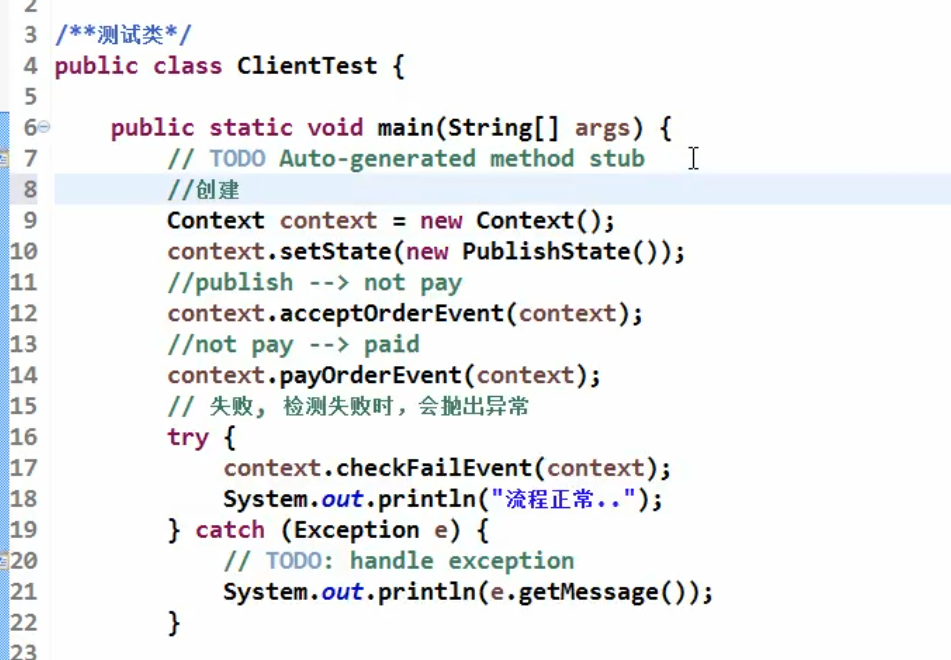 2
3 /**测试类*/
4 public class ClientTest {
5
6 public static void main(String[] args) {
7 // TODO Auto-generated method stub
8 //创建
9 Context context = new Context();
10 context.setState(new PublishState());
11 //publish --> not pay
12 context.acceptOrderEvent(context);
13 //not pay --> paid
14 context.payOrderEvent(context);
15 // 失败, 检测失败时，会抛出异常
16 try {
17 context.checkFailEvent(context);
18 System.out.println("流程正常..");
19 } catch (Exception e) {
20 // TODO: handle exception
21 System.out.println(e.getMessage());
22 }
23